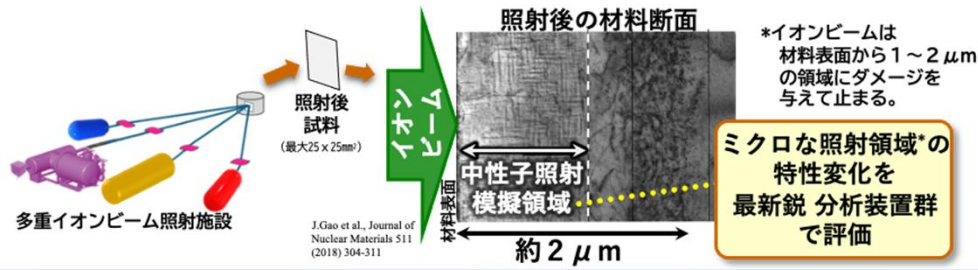 多重イオンビーム照射施設
照射後
試料
(最大25 x 25mm²)
J.Gao et al., Journal of
Nuclear Materials 511
(2018) 304-311
イオン
ビーム
照射後の材料断面
材料表面
中性子照射
模擬領域
約２μm
*イオンビームは
材料表面から１～２μm
の領域にダメージを
与えて止まる。
ミクロな照射領域*の
特性変化を
最新鋭 分析装置群
で評価